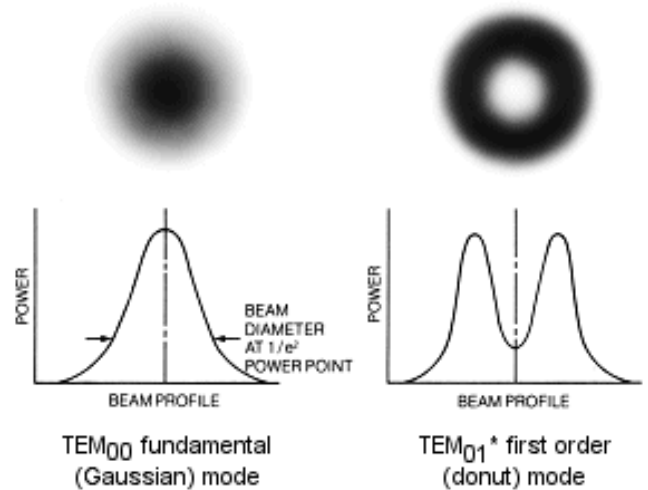 POWER
BEAM
DIAMETER
AT 1/e²
POWER POINT
BEAM PROFILE
TEM₀₀ fundamental
(Gaussian) mode
POWER
BEAM PROFILE
TEM₀₁* first order
(donut) mode